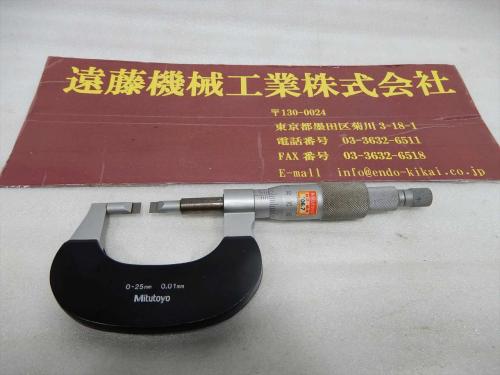 遠藤機械工業株式会社
〒130-0024
東京都墨田区菊川3-18-1
電話番号 03-3632-6511
FAX番号 03-3632-6518
E-mail info@endo-kikai.co.jp
0-25mm 0.01mm
Mitutoyo